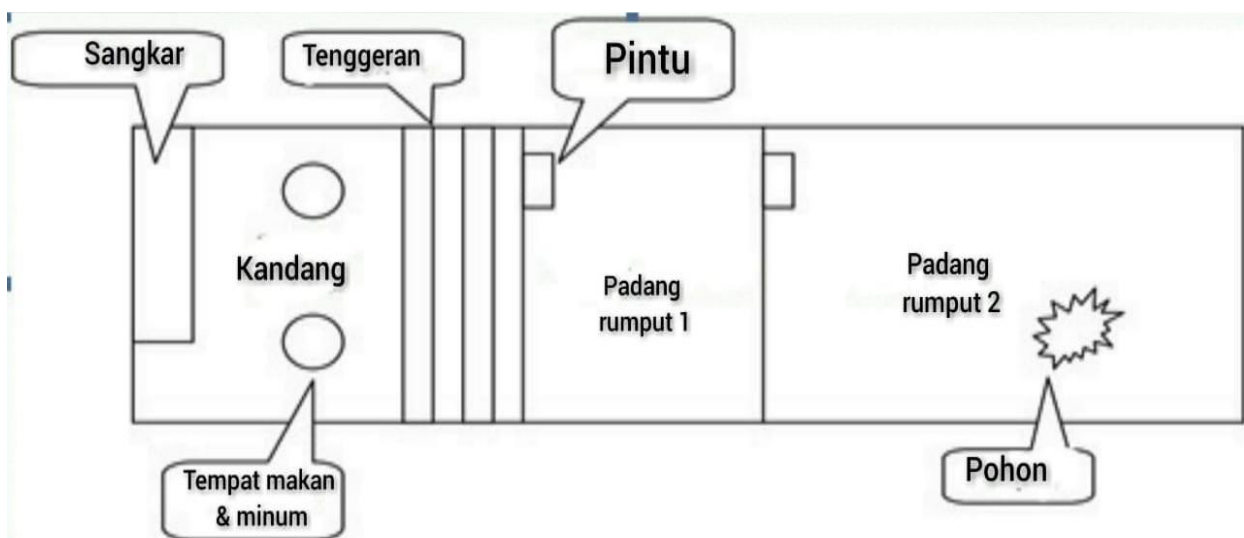 Sangkar
Tenggeran
Pintu
Kandang
Padang
rumput 1
Padang
rumput 2
Tempat makan
& minum
Pohon